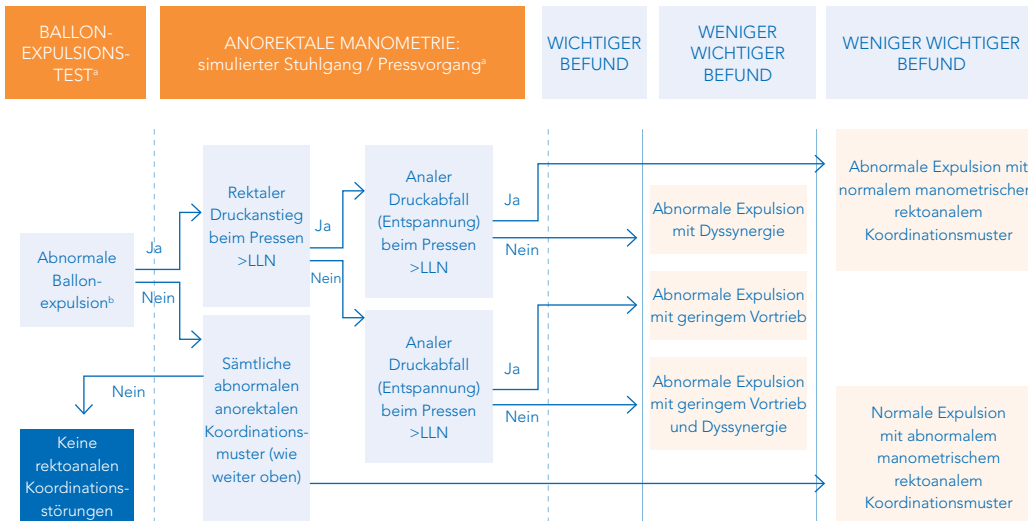 BALLON-
EXPULSIONS-
TESTᵃ
ANOREKTALE MANOMETRIE:
simulierter Stuhlgang / Pressvorgangᵃ
WICHTIGER
BEFUND
WENIGER
WICHTIGER
BEFUND
WENIGER WICHTIGER
BEFUND
Abnormale
Ballon-
expulsionᵇ
Ja
Nein
Rektaler
Druckanstieg
beim Pressen
>LLN
Ja
Nein
Analer
Druckabfall
(Entspannung)
beim Pressen
>LLN
Ja
Nein
Abnormale Expulsion mit
normalem manometrischen
rektoanalem
Koordinationsmuster
Abnormale Expulsion
mit Dyssynergie
Analer
Druckabfall
(Entspannung)
beim Pressen
>LLN
Ja
Nein
Abnormale Expulsion
mit geringem Vortrieb
Abnormale Expulsion
mit geringem Vortrieb
und Dyssynergie
Sämtliche
abnormalen
anorektalen
Koordinations-
muster (wie
weiter oben)
Nein
Keine
rektoanalen
Koordinations-
störungen
Normale Expulsion
mit abnormalem
manometrischem
rektoanalem
Koordinationsmuster